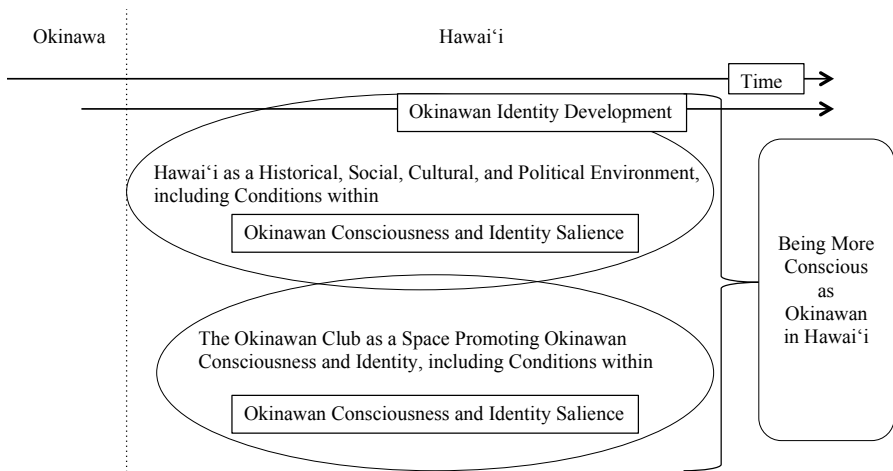 Okinawa
Hawai‘i
Time
Okinawan Identity Development
Hawai‘i as a Historical, Social, Cultural, and Political Environment,
including Conditions within
Okinawan Consciousness and Identity Salience
The Okinawan Club as a Space Promoting Okinawan
Consciousness and Identity, including Conditions within
Okinawan Consciousness and Identity Salience
Being More
Conscious
as
Okinawan
in Hawai‘i